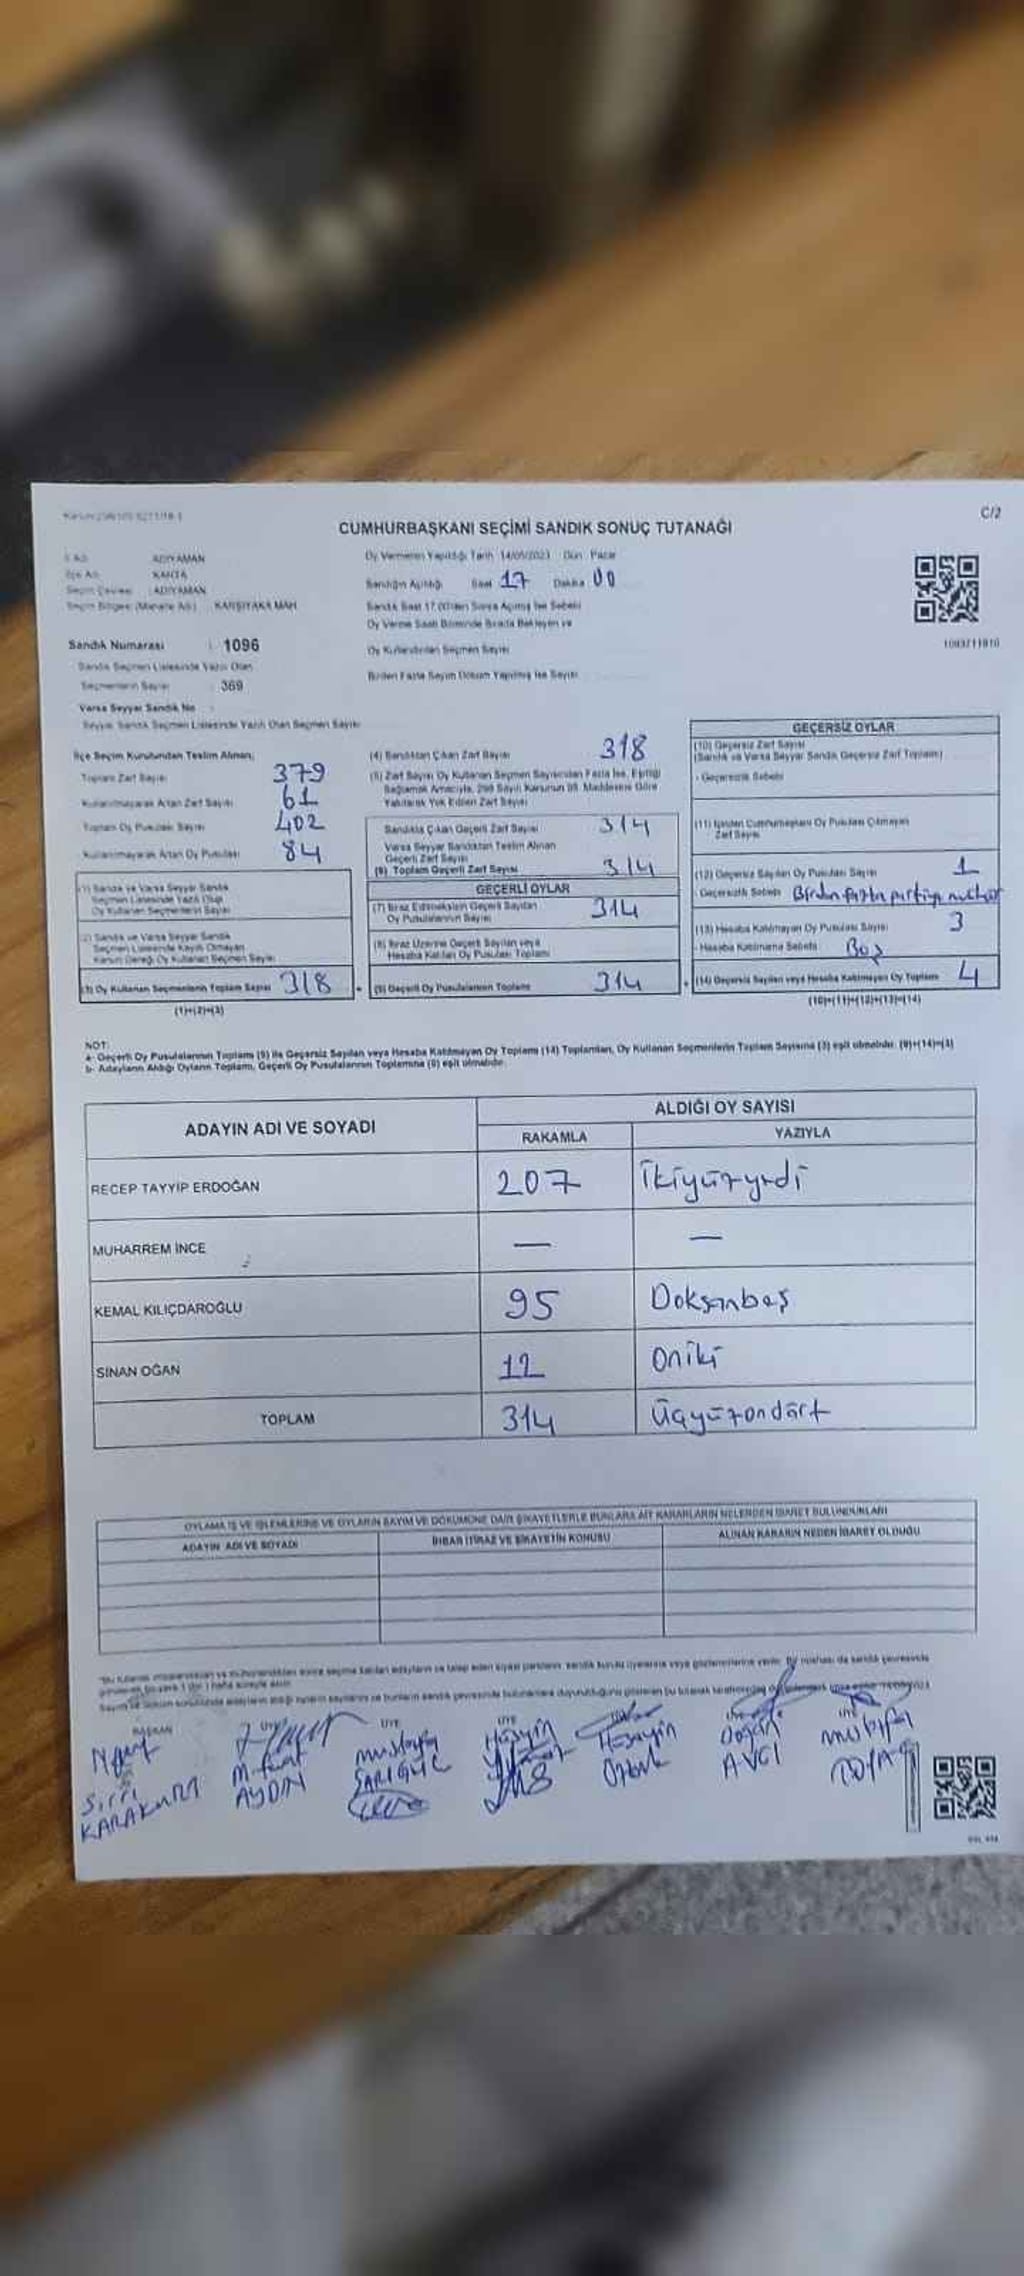 C/2
CUMHURBAŞKANI SEÇİMİ SANDIK SONUÇ TUTANAĞI
İl Adı : ADIYAMAN
İlçe Adı : KAHTA
Seçim Çevresi : ADIYAMAN
Seçim Bölgesi (Mahalle Adı) : KARŞIYAKA MAH.
Oy Vermenin Yapıldığı Tarih 14/05/2023 Gün Pazar
Sandığın Açıldığı Saat 17 Dakika 00
Sandık Saat 17.00'den Sonra Açılmış İse Sebebi
Oy Verme Saati Bitiminde Sırada Bekleyen ve
Oy Kullandırılan Seçmen Sayısı
Birden Fazla Sayım Döküm Yapılmış İse Sayısı
Sandık Numarası : 1096
Sandık Seçmen Listesinde Yazılı Olan
Seçmenlerin Sayısı : 369
Varsa Seyyar Sandık No :
Seyyar Sandık Seçmen Listesinde Yazılı Olan Seçmen Sayısı
İlçe Seçim Kurulundan Teslim Alınan;
Toplam Zarf Sayısı 379
Kullanılmayarak Artan Zarf Sayısı 61
Toplam Oy Pusulası Sayısı 402
Kullanılmayarak Artan Oy Pusulası 84
(1) Sandık ve Varsa Seyyar Sandık
Seçmen Listesinde Yazılı Olup
Oy Kullanan Seçmenlerin Sayısı
(2) Sandık ve Varsa Seyyar Sandık
Seçmen Listesinde Kayıtlı Olmayan
Kanun Gereği Oy Kullanan Seçmen Sayısı
(3) Oy Kullanan Seçmenlerin Toplam Sayısı 318
(1)+(2)=(3)
(4) Sandıktan Çıkan Zarf Sayısı 318
(5) Zarf Sayısı Oy Kullanan Seçmen Sayısından Fazla İse, Eşitliği
Sağlamak Amacıyla, 298 Sayılı Kanunun 98. Maddesine Göre
Yakılarak Yok Edilen Zarf Sayısı
Sandıkta Çıkan Geçerli Zarf Sayısı 314
Varsa Seyyar Sandıktan Teslim Alınan
Geçerli Zarf Sayısı
(6) Toplam Geçerli Zarf Sayısı 314
GEÇERLİ OYLAR
(7) İtiraz Edilmeksizin Geçerli Sayılan
Oy Pusulalarının Sayısı 314
(8) İtiraz Üzerine Geçerli Sayılan veya
Hesaba Katılan Oy Pusulası Toplamı
(9) Geçerli Oy Pusulalarının Toplamı 314
GEÇERSİZ OYLAR
(10) Geçersiz Zarf Sayısı
(Sandık ve Varsa Seyyar Sandık Geçersiz Zarf Toplamı)
- Geçersizlik Sebebi
(11) İçinden Cumhurbaşkanı Oy Pusulası Çıkmayan
Zarf Sayısı
(12) Geçersiz Sayılan Oy Pusulası Sayısı 1
- Geçersizlik Sebebi Birden fazla partiye mühür
(13) Hesaba Katılmayan Oy Pusulası Sayısı 3
- Hesaba Katılmama Sebebi Boş
(14) Geçersiz Sayılan veya Hesaba Katılmayan Oy Toplamı 4
(10)+(11)+(12)+(13)=(14)
NOT:
a- Geçerli Oy Pusulalarının Toplamı (9) ile Geçersiz Sayılan veya Hesaba Katılmayan Oy Toplamı (14) Toplamları, Oy Kullanan Seçmenlerin Toplam Sayısına (3) eşit olmalıdır. (9)+(14)=(3)
b- Adayların Aldığı Oyların Toplamı, Geçerli Oy Pusulalarının Toplamına (9) eşit olmalıdır.
ADAYIN ADI VE SOYADI
ALDIĞI OY SAYISI
RAKAMLA YAZIYLA
RECEP TAYYİP ERDOĞAN 207 İkiyüzyedi
MUHARREM İNCE — —
KEMAL KILIÇDAROĞLU 95 Doksanbeş
SİNAN OĞAN 12 Oniki
TOPLAM 314 Üçyüzondört
OYLAMA İŞ VE İŞLEMLERİNE VE OYLARIN SAYIM VE DÖKÜMÜNE DAİR ŞİKAYETLERLE BUNLARA AİT KARARLARIN NELERDEN İBARET BULUNDUKLARI
ADAYIN ADI VE SOYADI
İHBAR İTİRAZ VE ŞİKAYETİN KONUSU
ALINAN KARARIN NEDEN İBARET OLDUĞU
BAŞKAN ÜYE ÜYE ÜYE ÜYE ÜYE
Sırrı KARAKURT
M. Fuat AYDIN
Mustafa SARIGÜL
Hüseyin
Hüseyin Öztürk
Doğan AVCI
Mustafa